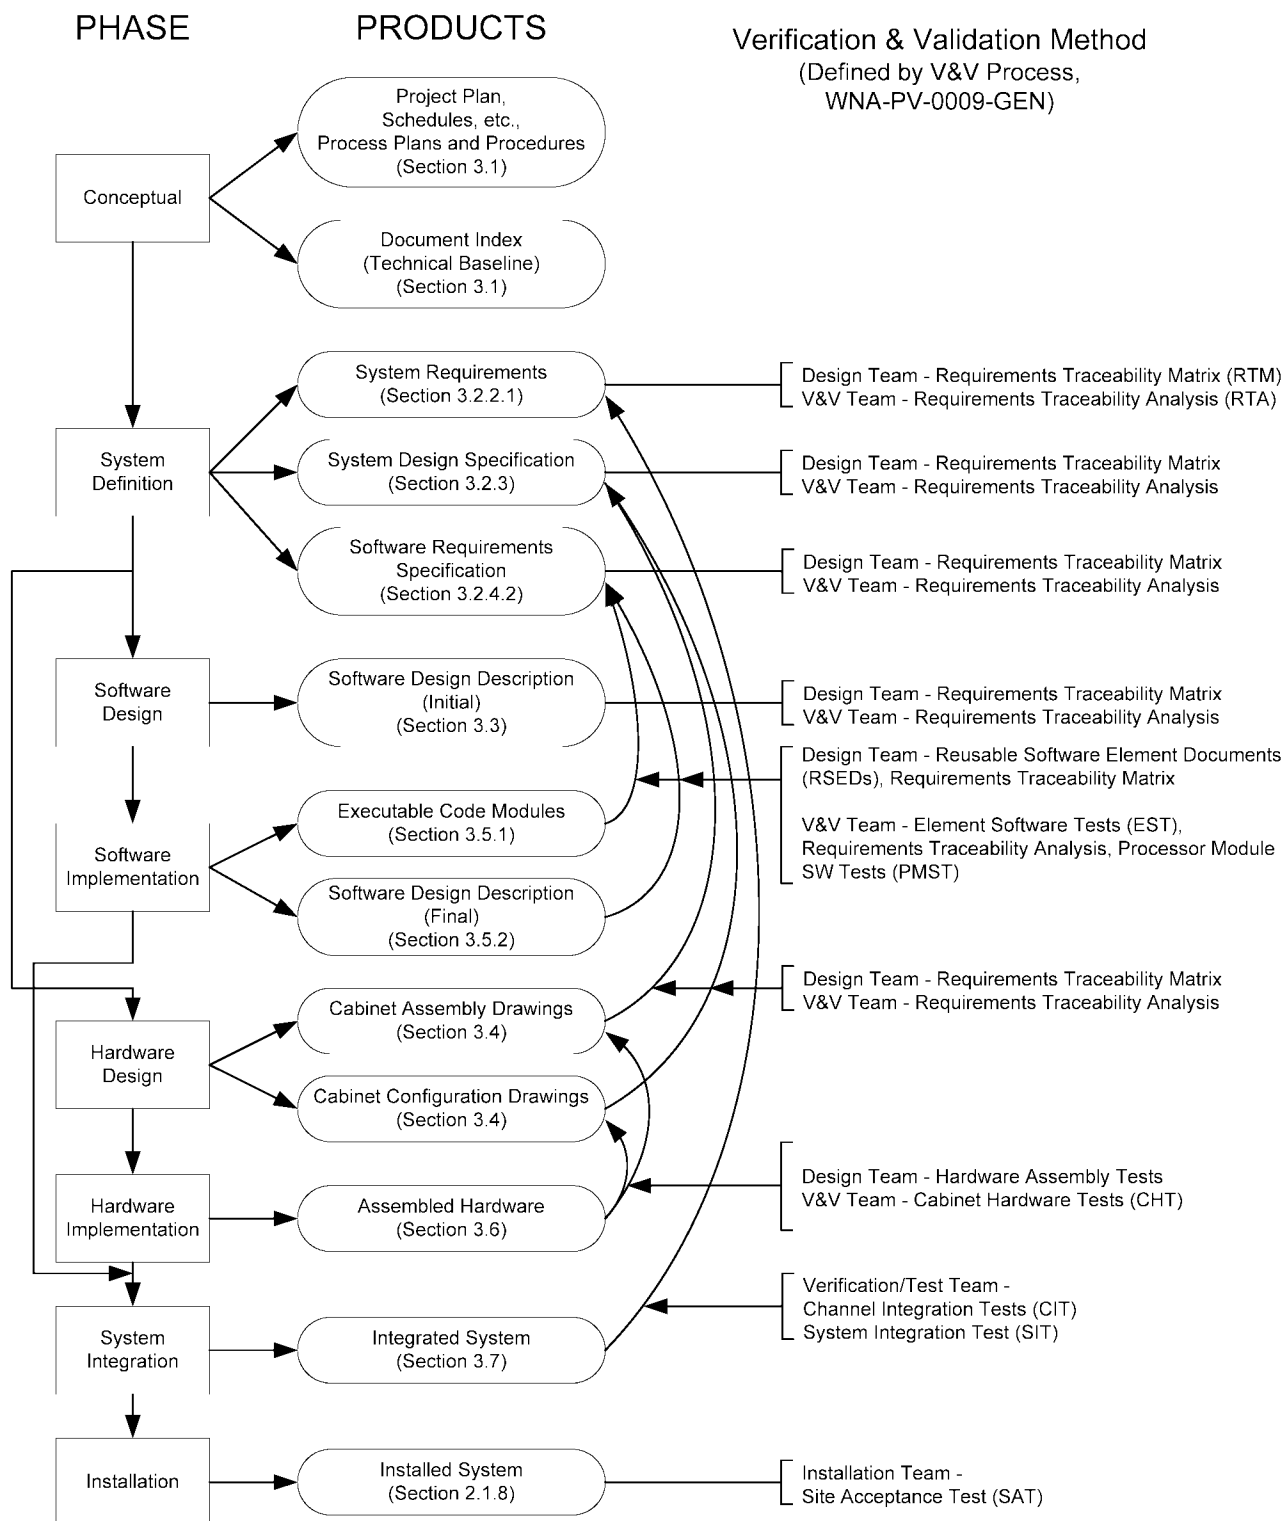 PHASE
PRODUCTS
Verification & Validation Method
(Defined by V&V Process,
WNA-PV-0009-GEN)
Conceptual
Project Plan,
Schedules, etc.,
Process Plans and Procedures
(Section 3.1)
Document Index
(Technical Baseline)
(Section 3.1)
System
Definition
System Requirements
(Section 3.2.2.1)
Design Team - Requirements Traceability Matrix (RTM)
V&V Team - Requirements Traceability Analysis (RTA)
System Design Specification
(Section 3.2.3)
Design Team - Requirements Traceability Matrix
V&V Team - Requirements Traceability Analysis
Software Requirements
Specification
(Section 3.2.4.2)
Design Team - Requirements Traceability Matrix
V&V Team - Requirements Traceability Analysis
Software
Design
Software Design Description
(Initial)
(Section 3.3)
Design Team - Requirements Traceability Matrix
V&V Team - Requirements Traceability Analysis
Software
Implementation
Executable Code Modules
(Section 3.5.1)
Software Design Description
(Final)
(Section 3.5.2)
Design Team - Reusable Software Element Documents
(RSEDs), Requirements Traceability Matrix
V&V Team - Element Software Tests (EST),
Requirements Traceability Analysis, Processor Module
SW Tests (PMST)
Hardware
Design
Cabinet Assembly Drawings
(Section 3.4)
Cabinet Configuration Drawings
(Section 3.4)
Design Team - Requirements Traceability Matrix
V&V Team - Requirements Traceability Analysis
Hardware
Implementation
Assembled Hardware
(Section 3.6)
Design Team - Hardware Assembly Tests
V&V Team - Cabinet Hardware Tests (CHT)
System
Integration
Integrated System
(Section 3.7)
Verification/Test Team -
Channel Integration Tests (CIT)
System Integration Test (SIT)
Installation
Installed System
(Section 2.1.8)
Installation Team -
Site Acceptance Test (SAT)